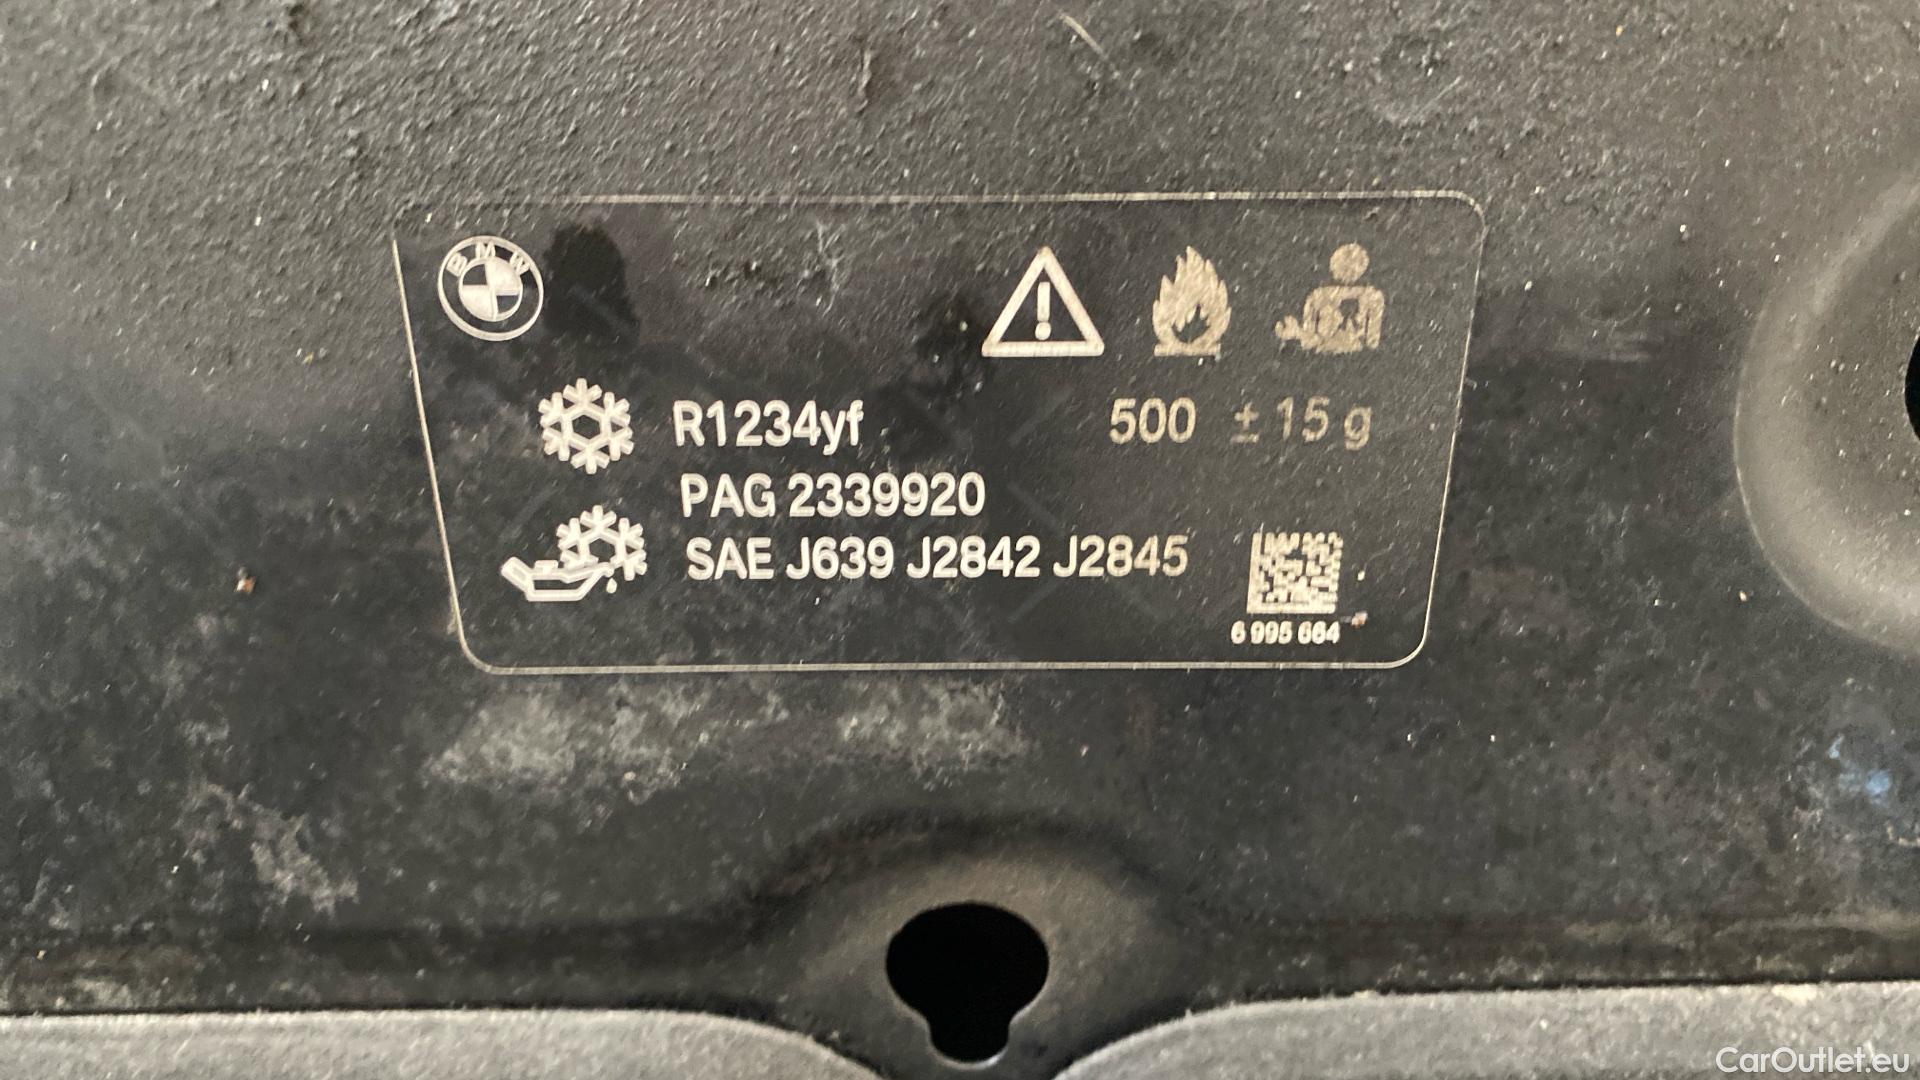 BMW
R1234yf 500 ± 15 g
PAG 2339920
SAE J639 J2842 J2845
6 995 664
CarOutlet.eu